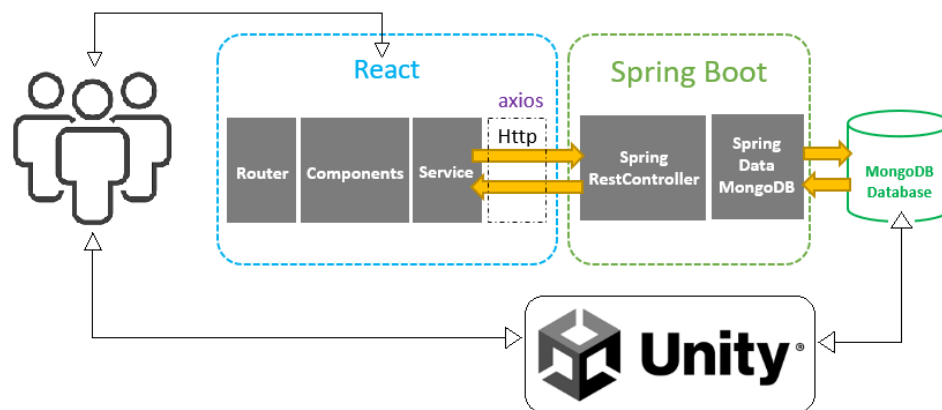 React
Spring Boot
axios
Http
Router
Components
Service
Spring
RestController
Spring
Data
MongoDB
MongoDB
Database
Unity®